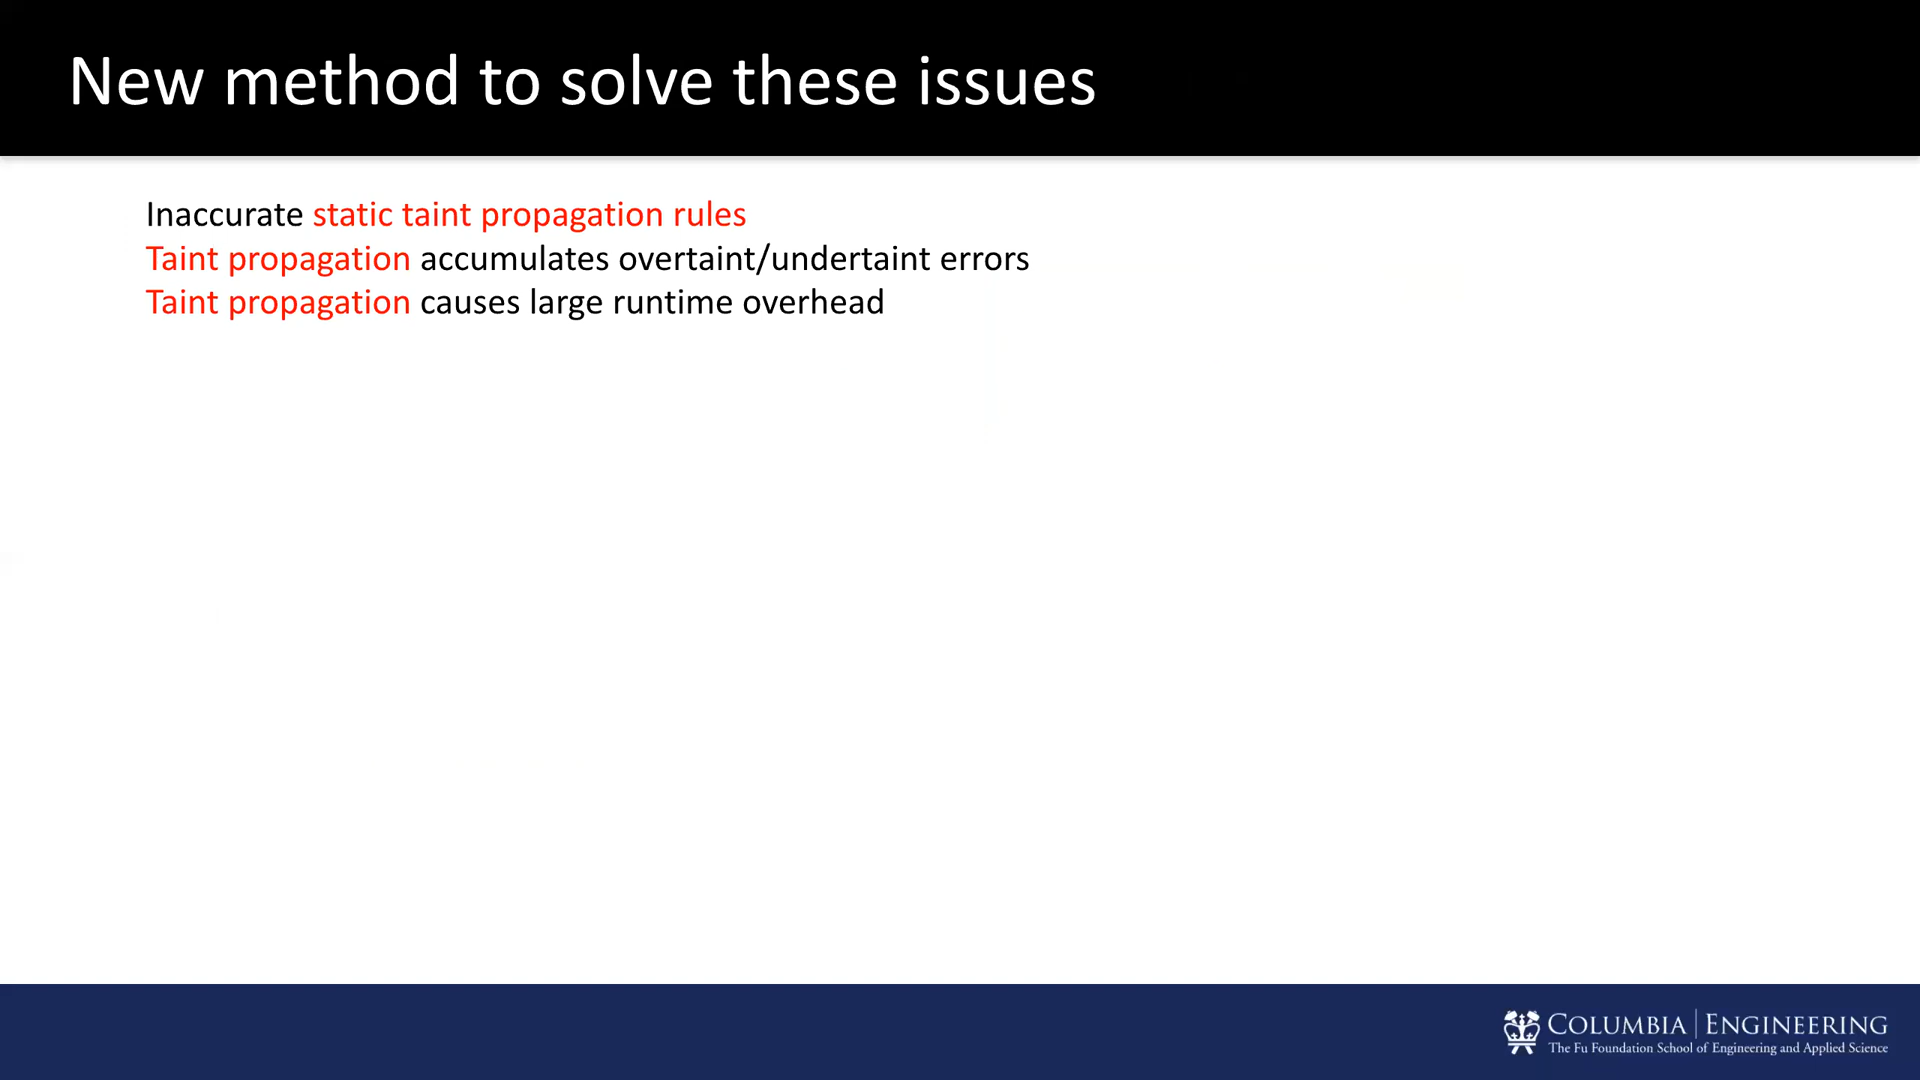 New method to solve these issues
Inaccurate static taint propagation rules
Taint propagation accumulates overtaint/undertaint errors
Taint propagation causes large runtime overhead
COLUMBIA | ENGINEERING
The Fu Foundation School of Engineering and Applied Science